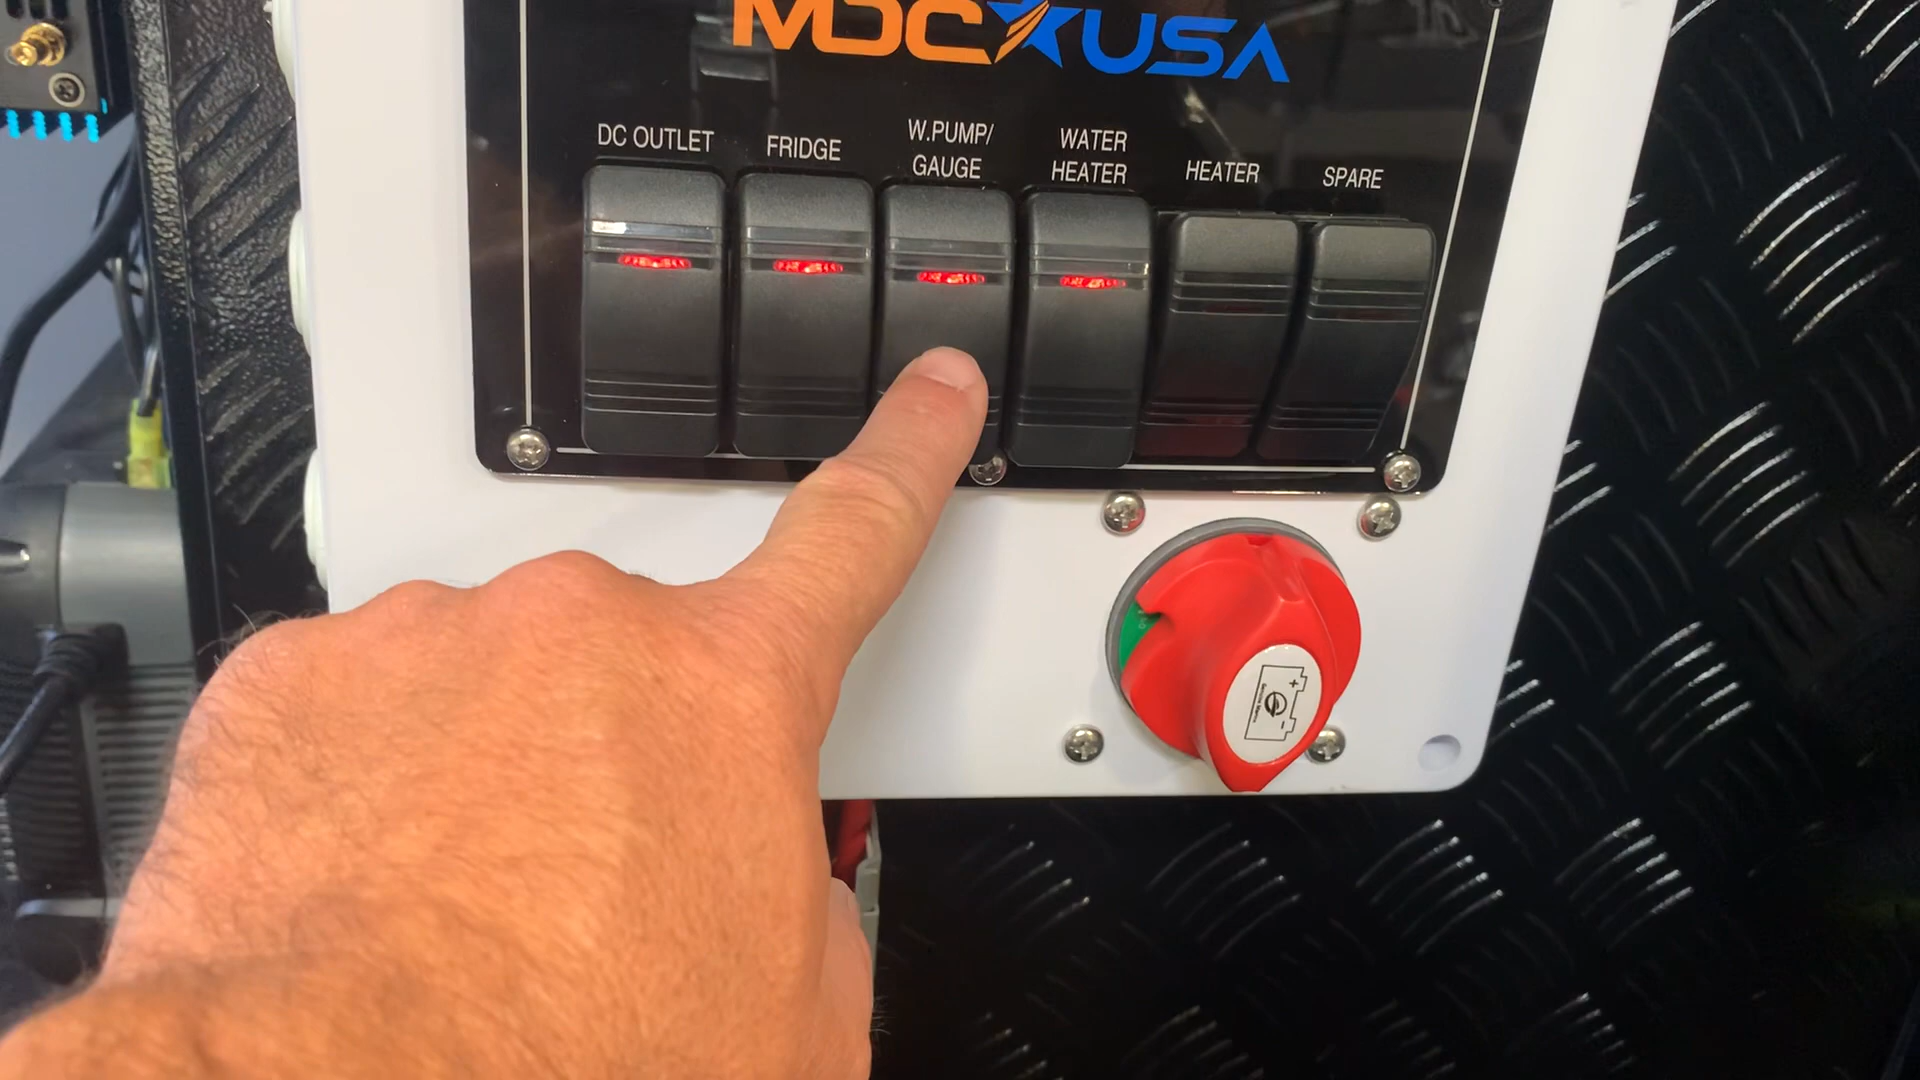 MDC USA
DC OUTLET
FRIDGE
W.PUMP/
GAUGE
WATER
HEATER
HEATER
SPARE